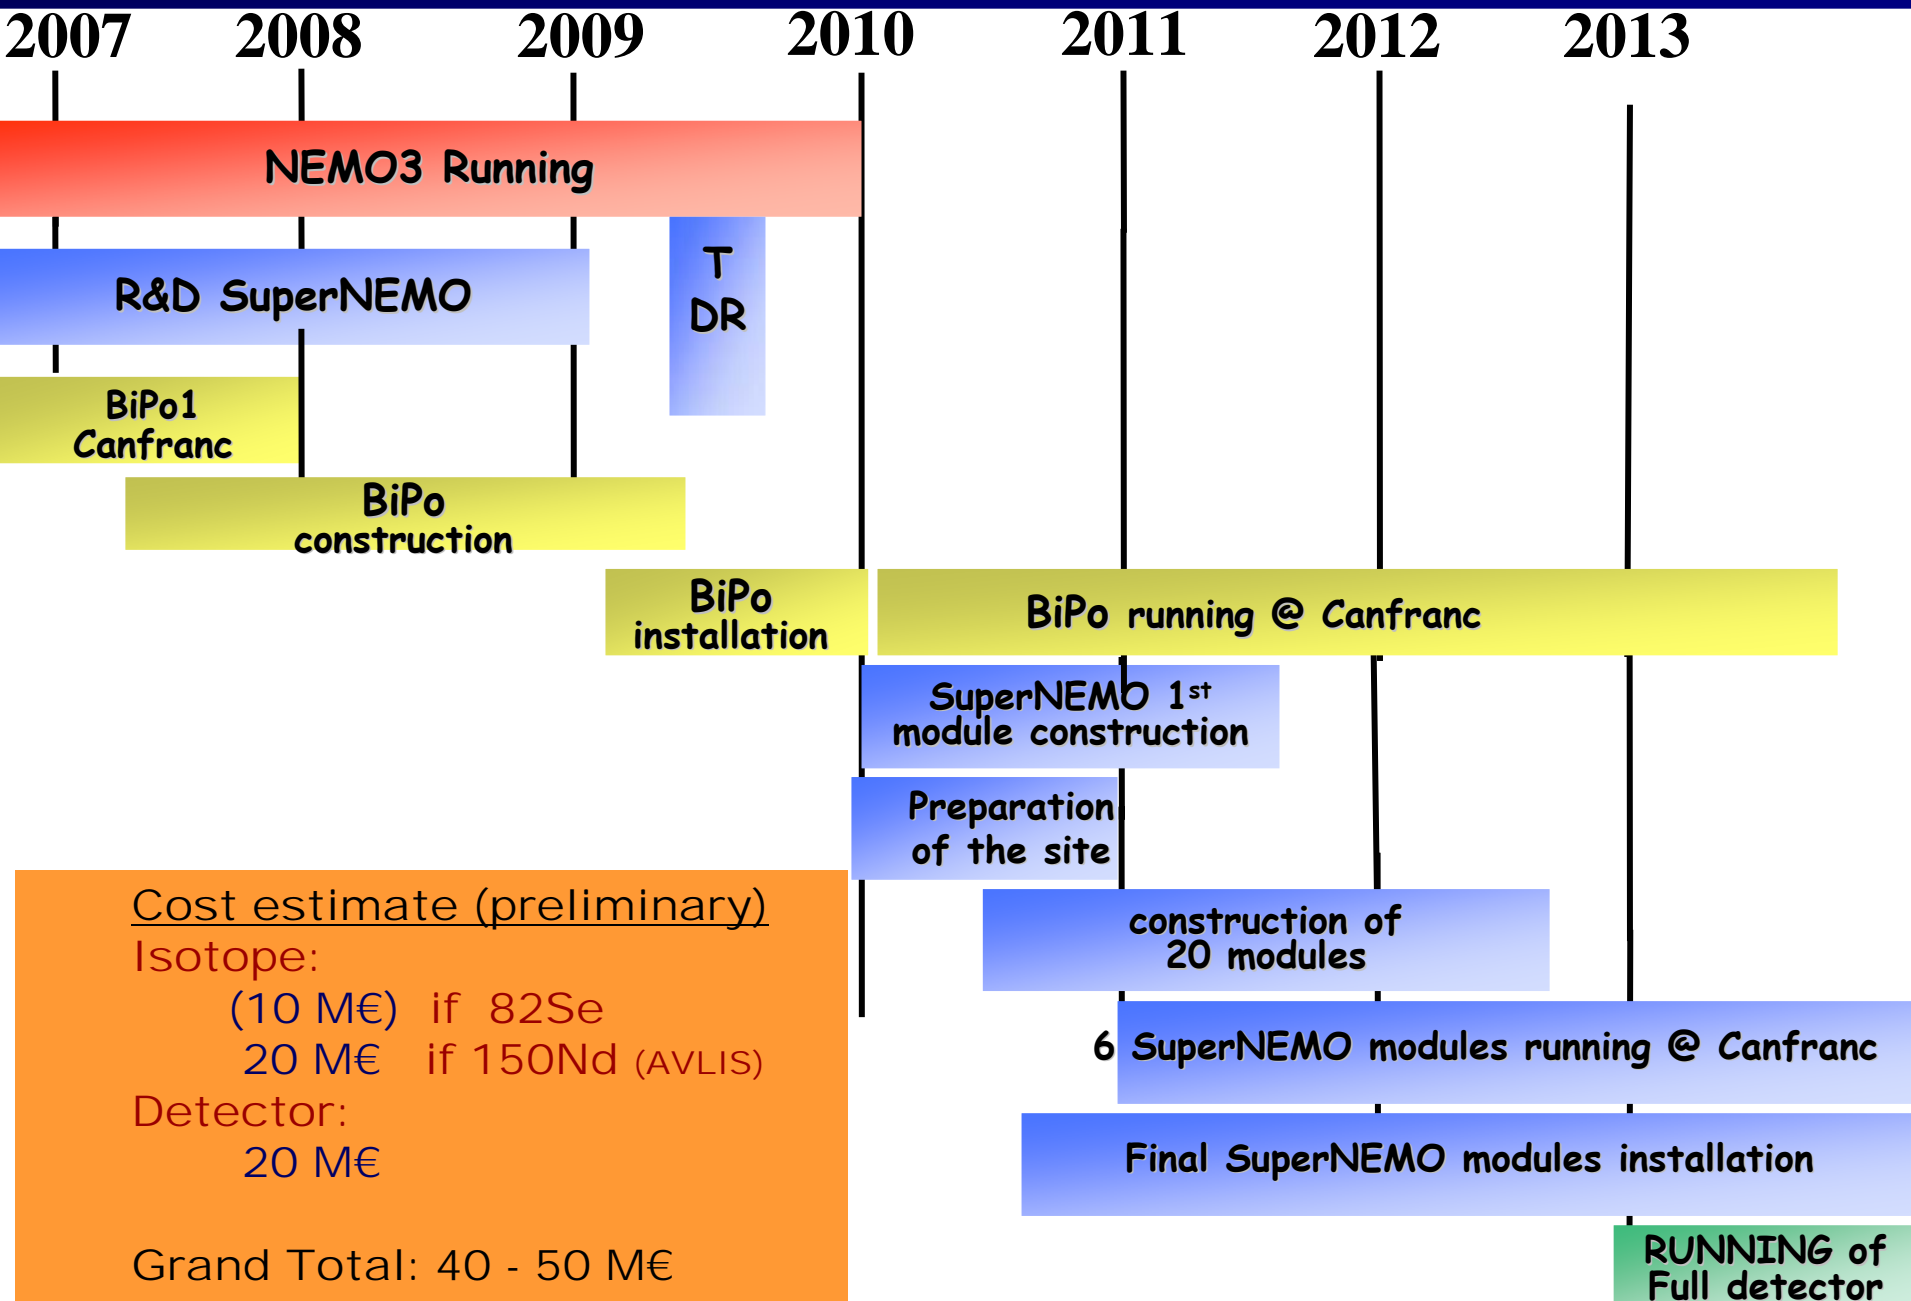 2007 2008 2009 2010 2011 2012 2013
NEMO3 Running
T
DR
R&D SuperNEMO
BiPo1
Canfranc
BiPo
construction
BiPo
installation
BiPo running @ Canfranc
SuperNEMO 1st
module construction
Preparation
of the site
construction of
20 modules
6 SuperNEMO modules running @ Canfranc
Final SuperNEMO modules installation
RUNNING of
Full detector
Cost estimate (preliminary)
Isotope:
(10 M€) if 82Se
20 M€ if 150Nd (AVLIS)
Detector:
20 M€
Grand Total: 40 - 50 M€